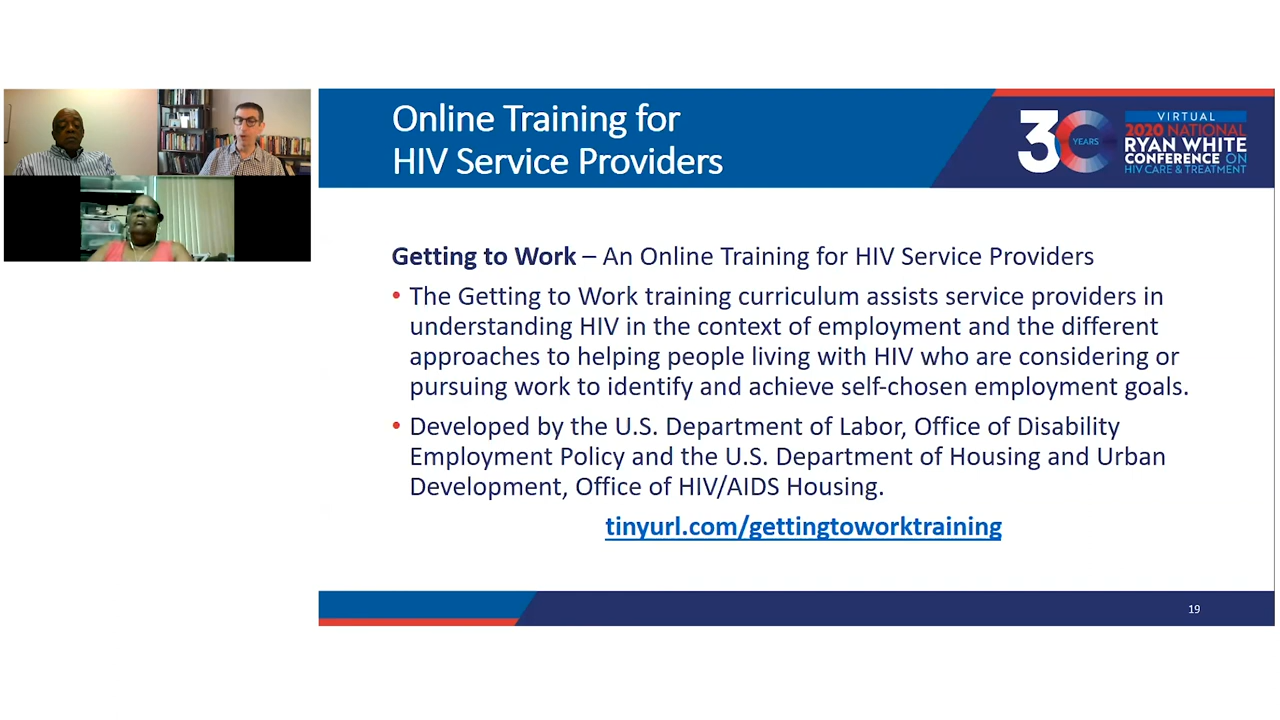 Online Training for
HIV Service Providers
30 YEARS
VIRTUAL
2020 NATIONAL
RYAN WHITE
CONFERENCE ON
HIV CARE & TREATMENT
Getting to Work – An Online Training for HIV Service Providers
• The Getting to Work training curriculum assists service providers in
understanding HIV in the context of employment and the different
approaches to helping people living with HIV who are considering or
pursuing work to identify and achieve self-chosen employment goals.
• Developed by the U.S. Department of Labor, Office of Disability
Employment Policy and the U.S. Department of Housing and Urban
Development, Office of HIV/AIDS Housing.
tinyurl.com/gettingtoworktraining
19